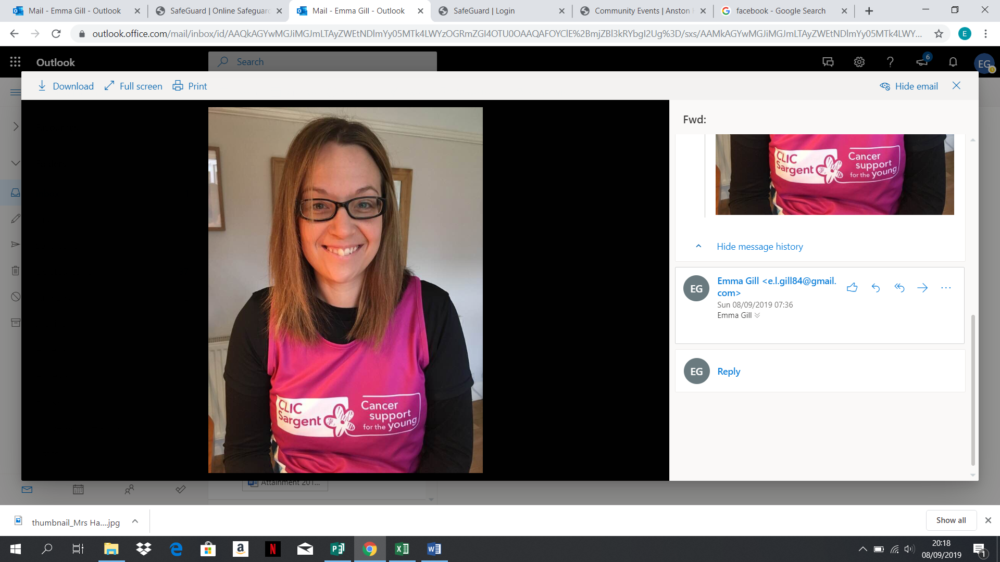 Mail - Emma Gill - Outlook
SafeGuard | Online Safeguard
Mail - Emma Gill - Outlook
SafeGuard | Login
Community Events | Anston
facebook - Google Search
outlook.office.com/mail/inbox/id/AAQkAGYwMGJiMGJmLTAyZWEtNDlmYy05MTk4LWYzOGRmZGI4OTU0OAAQAFOYClE%2BmjZBl3kRYbgI2Ug%3D/sxs/AAMkAGYwMGJiMGJmLTAyZWEtNDlmYy05MTk4LWY...
E
Outlook
Search
6
EG
Download
Full screen
Print
Hide email
Fwd:
CLIC
Sargent
Cancer
support
for the young
Hide message history
EG
Emma Gill <e.l.gill84@gmail.
com>
Sun 08/09/2019 07:36
Emma Gill
EG
Reply
CLIC
Sargent
Cancer
support
for the young
Attainment 201...
thumbnail_Mrs Ha....jpg
Show all
20:18
08/09/2019
1